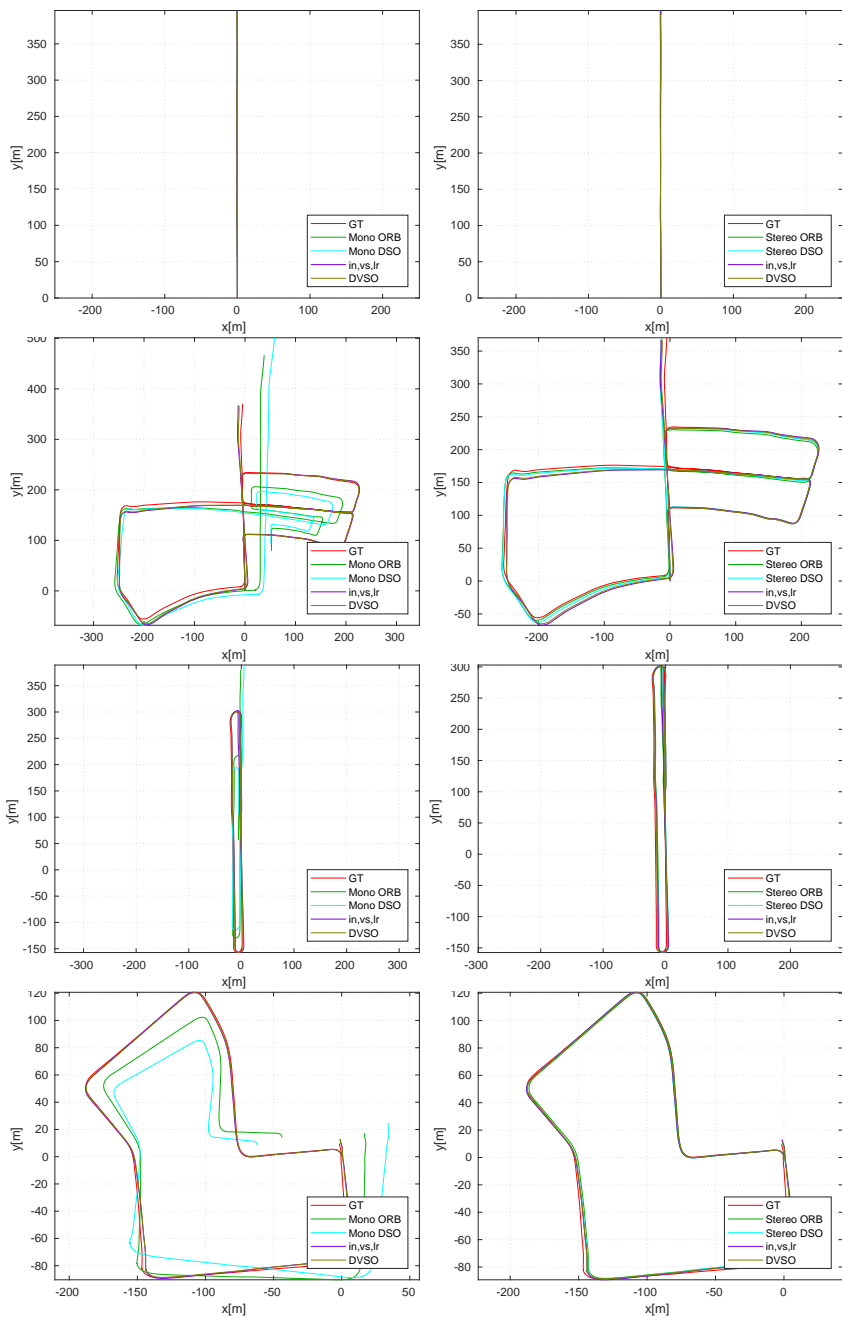 350
300
250
200
150
100
50
0
y[m]
-200 -100 0 100 200
x[m]
GT
Mono ORB
Mono DSO
in,vs,lr
DVSO
350
300
250
200
150
100
50
0
y[m]
-200 -100 0 100 200
x[m]
GT
Stereo ORB
Stereo DSO
in,vs,lr
DVSO
500
400
300
200
100
0
y[m]
-300 -200 -100 0 100 200 300
x[m]
GT
Mono ORB
Mono DSO
in,vs,lr
DVSO
350
300
250
200
150
100
50
0
-50
y[m]
-200 -100 0 100 200
x[m]
GT
Stereo ORB
Stereo DSO
in,vs,lr
DVSO
350
300
250
200
150
100
50
0
-50
-100
-150
y[m]
-300 -200 -100 0 100 200 300
x[m]
GT
Mono ORB
Mono DSO
in,vs,lr
DVSO
300
250
200
150
100
50
0
-50
-100
-150
y[m]
-300 -200 -100 0 100 200
x[m]
GT
Stereo ORB
Stereo DSO
in,vs,lr
DVSO
120
100
80
60
40
20
0
-20
-40
-60
-80
y[m]
-200 -150 -100 -50 0 50
x[m]
GT
Mono ORB
Mono DSO
in,vs,lr
DVSO
120
100
80
60
40
20
0
-20
-40
-60
-80
y[m]
-200 -150 -100 -50 0
x[m]
GT
Stereo ORB
Stereo DSO
in,vs,lr
DVSO